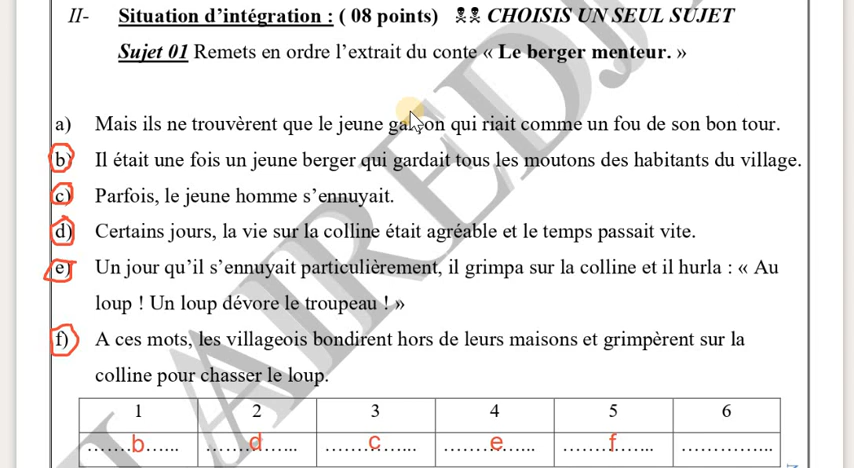 II- Situation d’intégration : ( 08 points) ☠☠ CHOISIS UN SEUL SUJET
Sujet 01 Remets en ordre l’extrait du conte « Le berger menteur. »
a) Mais ils ne trouvèrent que le jeune garçon qui riait comme un fou de son bon tour.
b) Il était une fois un jeune berger qui gardait tous les moutons des habitants du village.
c) Parfois, le jeune homme s’ennuyait.
d) Certains jours, la vie sur la colline était agréable et le temps passait vite.
e) Un jour qu’il s’ennuyait particulièrement, il grimpa sur la colline et il hurla : « Au
loup ! Un loup dévore le troupeau ! »
f) A ces mots, les villageois bondirent hors de leurs maisons et grimpèrent sur la
colline pour chasser le loup.
1 2 3 4 5 6
.......b...... .......d...... .......c...... .......e...... .......f...... ..............